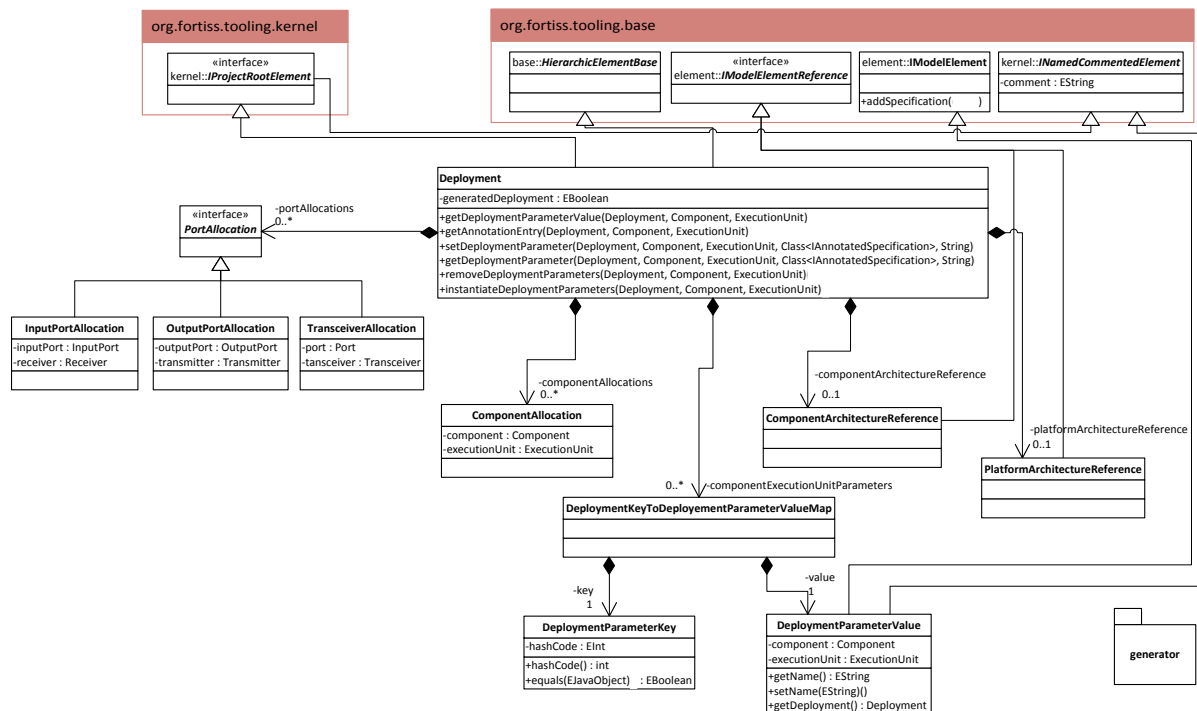 org.fortiss.tooling.kernel
org.fortiss.tooling.base
«interface»
kernel::IProjectRootElement
base::HierarchicElementBase
«interface»
element::IModelElementReference
element::IModelElement
+addSpecification( )
kernel::INamedCommentedElement
-comment : EString
Deployment
-generatedDeployment : EBoolean
+getDeploymentParameterValue(Deployment, Component, ExecutionUnit)
+getAnnotationEntry(Deployment, Component, ExecutionUnit)
+setDeploymentParameter(Deployment, Component, ExecutionUnit, Class<IAnnotatedSpecification>, String)
+getDeploymentParameter(Deployment, Component, ExecutionUnit, Class<IAnnotatedSpecification>, String)
+removeDeploymentParameters(Deployment, Component, ExecutionUnit)
+instantiateDeploymentParameters(Deployment, Component, ExecutionUnit)
«interface»
PortAllocation
-portAllocations
0..*
InputPortAllocation
-inputPort : InputPort
-receiver : Receiver
OutputPortAllocation
-outputPort : OutputPort
-transmitter : Transmitter
TransceiverAllocation
-port : Port
-tansceiver : Transceiver
-componentAllocations
0..*
ComponentAllocation
-component : Component
-executionUnit : ExecutionUnit
-componentArchitectureReference
0..1
ComponentArchitectureReference
-platformArchitectureReference
0..1
PlatformArchitectureReference
0..*
-componentExecutionUnitParameters
DeploymentKeyToDeployementParameterValueMap
-key
1
-value
1
DeploymentParameterKey
-hashCode : EInt
+hashCode() : int
+equals(EJavaObject) : EBoolean
DeploymentParameterValue
-component : Component
-executionUnit : ExecutionUnit
+getName() : EString
+setName(EString)()
+getDeployment() : Deployment
generator